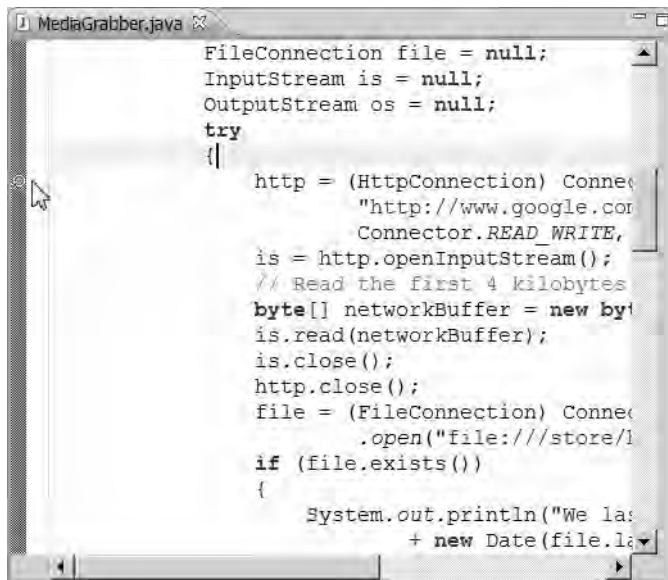 MediaGrabber.java
FileConnection file = null;
InputStream is = null;
OutputStream os = null;
try
{
http = (HttpConnection) Connec
"http://www.google.com
Connector.READ_WRITE,
is = http.openInputStream();
// Read the first 4 kilobytes
byte[] networkBuffer = new byt
is.read(networkBuffer);
is.close();
http.close();
file = (FileConnection) Connec
.open("file:///store/
if (file.exists())
{
System.out.println("We las
+ new Date(file.la